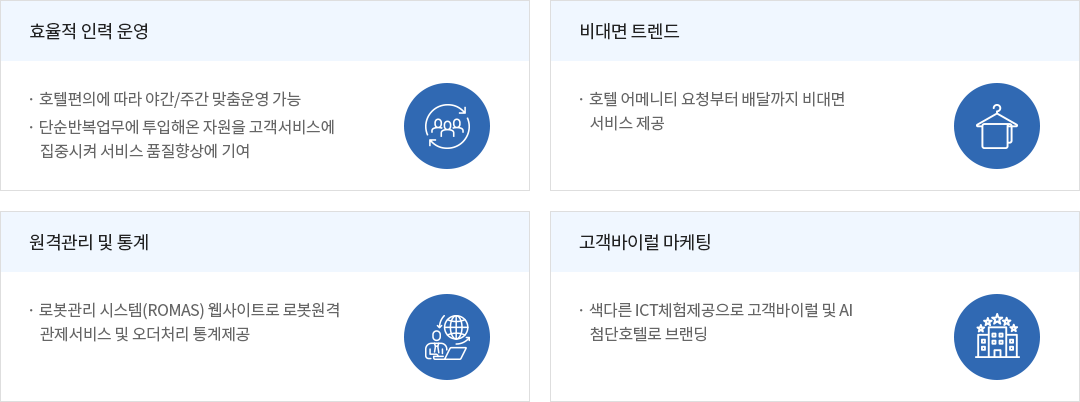 효율적 인력 운영
· 호텔편의에 따라 야간/주간 맞춤운영 가능
· 단순반복업무에 투입해온 자원을 고객서비스에
집중시켜 서비스 품질향상에 기여
비대면 트렌드
· 호텔 어메니티 요청부터 배달까지 비대면
서비스 제공
원격관리 및 통계
· 로봇관리 시스템(ROMAS) 웹사이트로 로봇원격
관제서비스 및 오더처리 통계제공
고객바이럴 마케팅
· 색다른 ICT체험제공으로 고객바이럴 및 AI
첨단호텔로 브랜딩